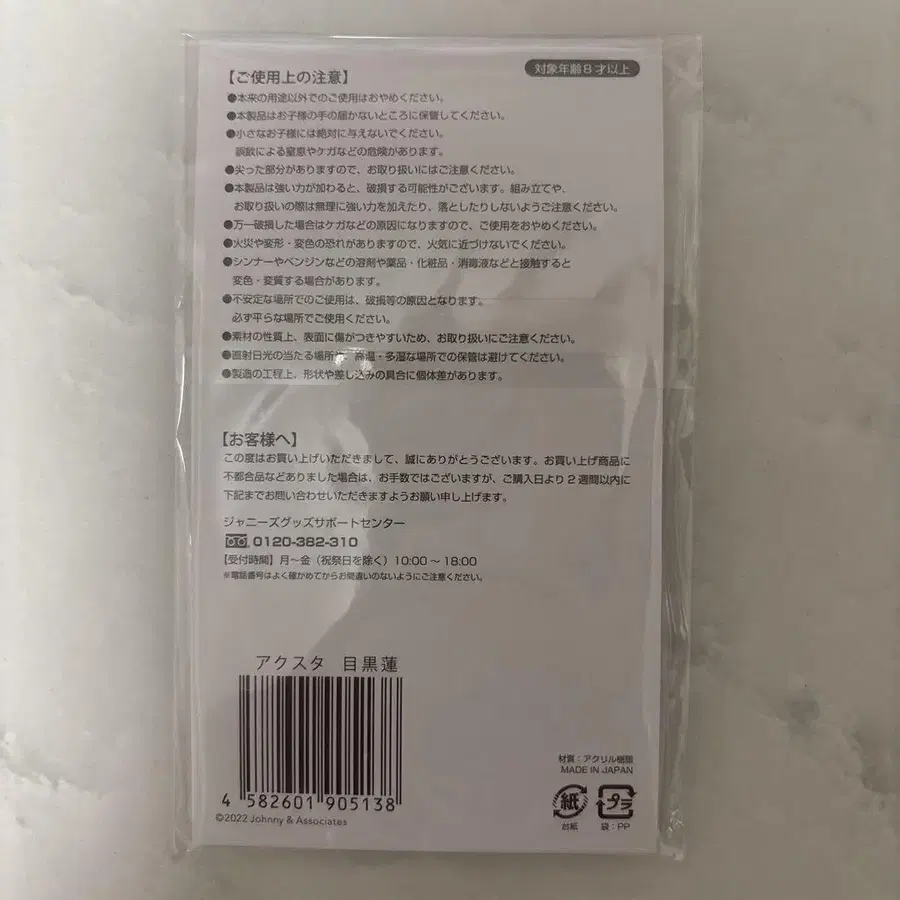 【ご使用上の注意】
対象年齢8才以上
●本来の用途以外でのご使用はおやめください。
●本製品はお子様の手の届かないところに保管してください。
●小さなお子様には絶対に与えないでください。
誤飲による窒息やケガなどの危険があります。
●尖った部分がありますので、お取り扱いにはご注意ください。
●本製品は強い力が加わると、破損する可能性がございます。組み立てや、
お取り扱いの際は無理に強い力を加えたり、落としたりしないようご注意ください。
●万一破損した場合はケガなどの原因になりますので、ご使用をおやめください。
●火災や変形・変色の恐れがありますので、火気に近づけないでください。
●シンナーやベンジンなどの溶剤や薬品・化粧品・消毒液などと接触すると
変色・変質する場合があります。
●不安定な場所でのご使用は、破損等の原因となります。
必ず平らな場所でご使用ください。
●素材の性質上、表面に傷がつきやすいため、お取り扱いにご注意ください。
●直射日光の当たる場所 高温・多湿な場所での保管は避けてください。
●製造の工程上、形状や差し込みの具合に個体差があります。
【お客様へ】
この度はお買い上げいただきまして、誠にありがとうございます。お買い上げ商品に
不都合品などありました場合は、お手数ではございますが、ご購入日より2週間以内に
下記までお問い合わせいただきますようお願い申し上げます。
ジャニーズグッズサポートセンター
0120-382-310
【受付時間】月~金（祝祭日を除く）10:00~18:00
※電話番号はよく確かめてからお間違いのないようにご注意ください。
アクスタ 目黒蓮
4 582601 905138
©2022 Johnny & Associates
材質：アクリル樹脂
MADE IN JAPAN
紙 プラ
台紙 袋：PP